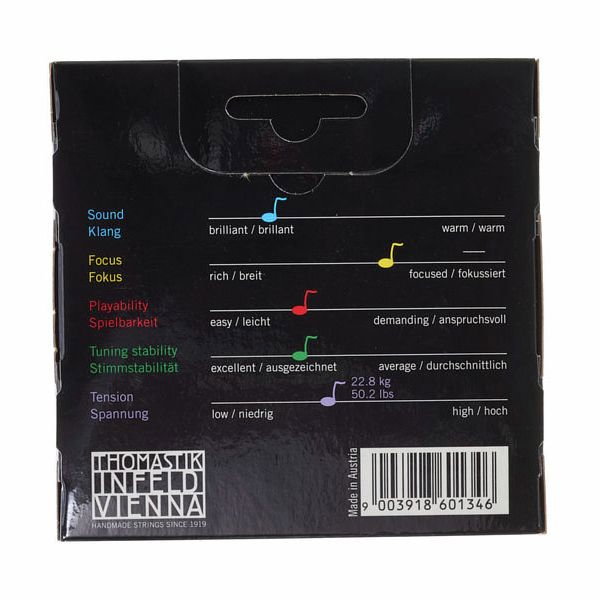 Sound
Klang
brilliant / brillant
warm / warm
Focus
Fokus
rich / breit
focused / fokussiert
Playability
Spielbarkeit
easy / leicht
demanding / anspruchsvoll
Tuning stability
Stimmstabilität
excellent / ausgezeichnet
average / durchschnittlich
Tension
Spannung
22.8 kg
50.2 lbs
low / niedrig
high / hoch
THOMASTIK
INFELD
VIENNA
HANDMADE STRINGS SINCE 1919
Made in Austria
9 003918 601346